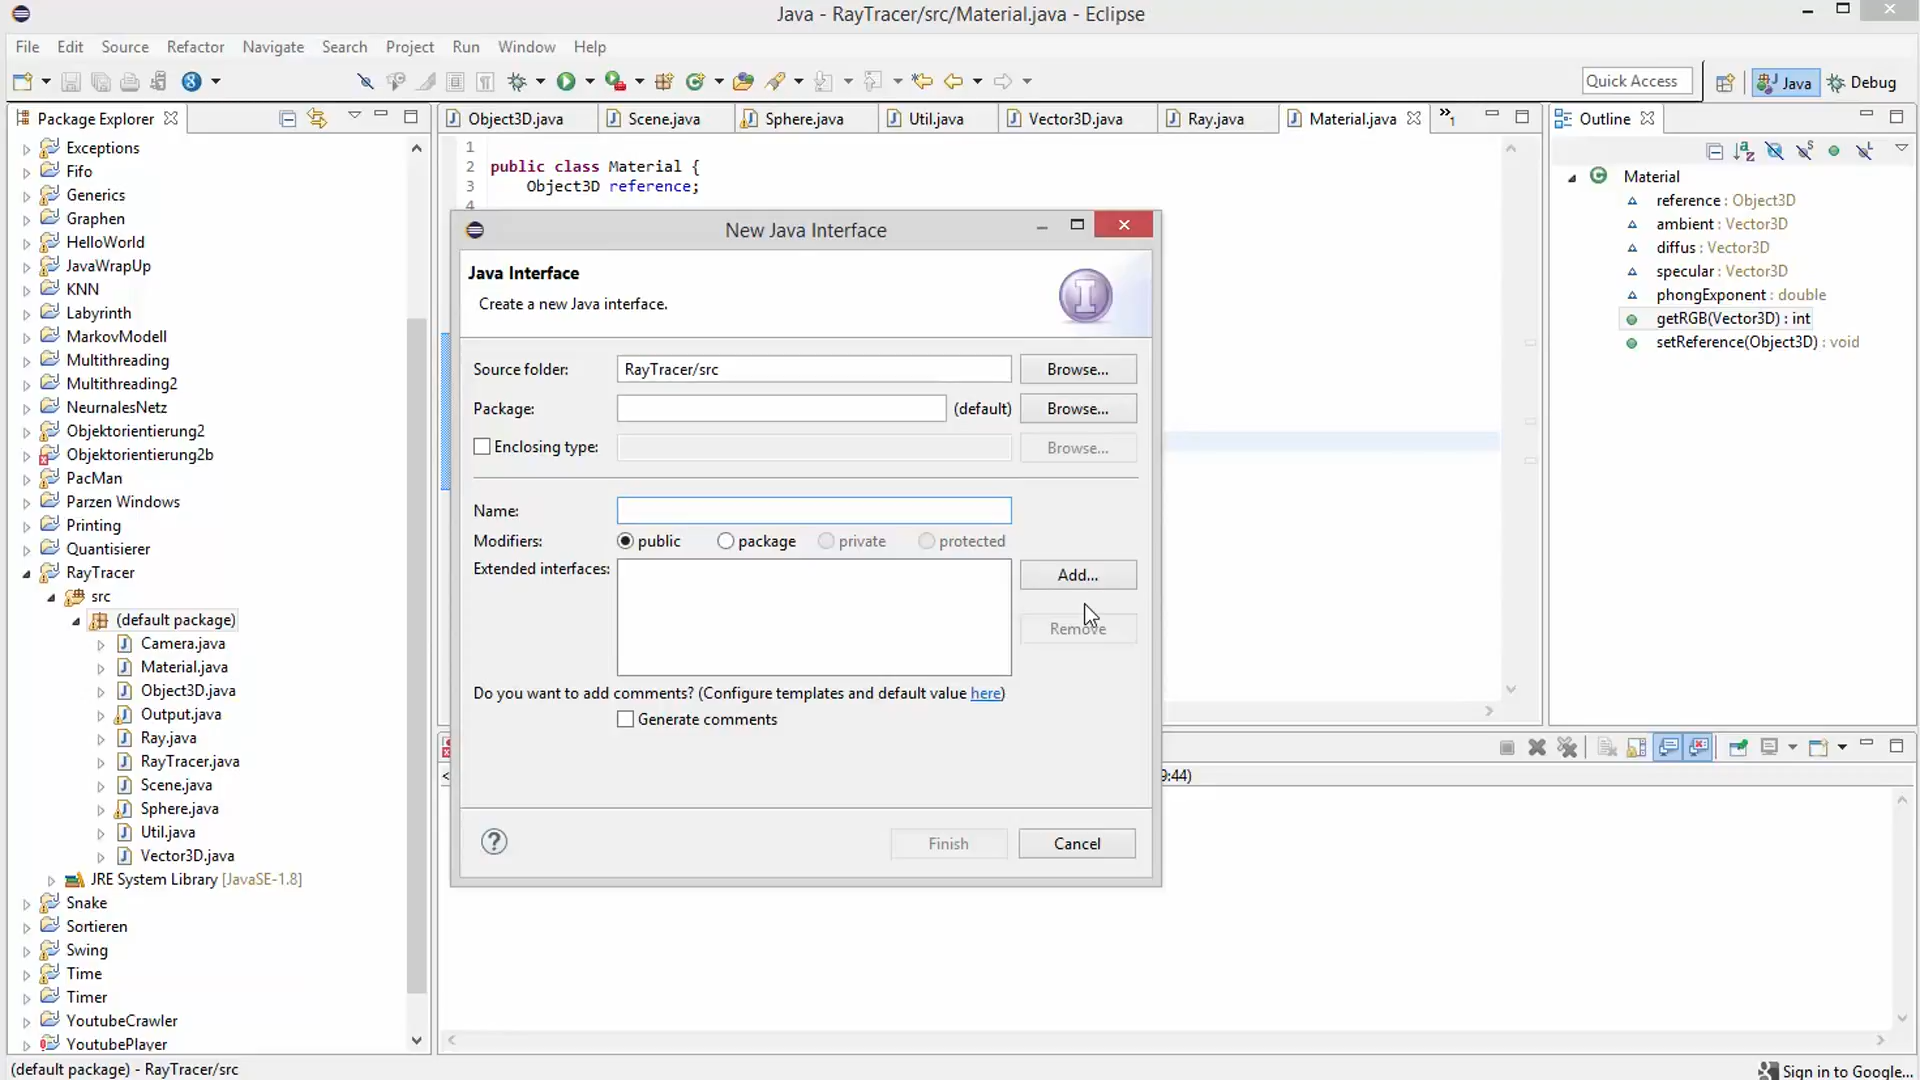 Java - RayTracer/src/Material.java - Eclipse
File Edit Source Refactor Navigate Search Project Run Window Help
Quick Access
Java
Debug
Package Explorer
Exceptions
Fifo
Generics
Graphen
HelloWorld
JavaWrapUp
KNN
Labyrinth
MarkovModell
Multithreading
Multithreading2
NeurnalesNetz
Objektorientierung2
Objektorientierung2b
PacMan
Parzen Windows
Printing
Quantisierer
RayTracer
src
(default package)
Camera.java
Material.java
Object3D.java
Output.java
Ray.java
RayTracer.java
Scene.java
Sphere.java
Util.java
Vector3D.java
JRE System Library [JavaSE-1.8]
Snake
Sortieren
Swing
Time
Timer
YoutubeCrawler
YoutubePlayer
Object3D.java Scene.java Sphere.java Util.java Vector3D.java Ray.java Material.java »1
1
2 public class Material {
3 Object3D reference;
4
New Java Interface
Java Interface
Create a new Java interface.
Source folder: RayTracer/src Browse...
Package: (default) Browse...
Enclosing type: Browse...
Name:
Modifiers: public package private protected
Extended interfaces: Add...
Remove
Do you want to add comments? (Configure templates and default value here)
Generate comments
Finish Cancel
9:44)
Outline
Material
reference : Object3D
ambient : Vector3D
diffus : Vector3D
specular : Vector3D
phongExponent : double
getRGB(Vector3D) : int
setReference(Object3D) : void
(default package) - RayTracer/src
Sign in to Google...